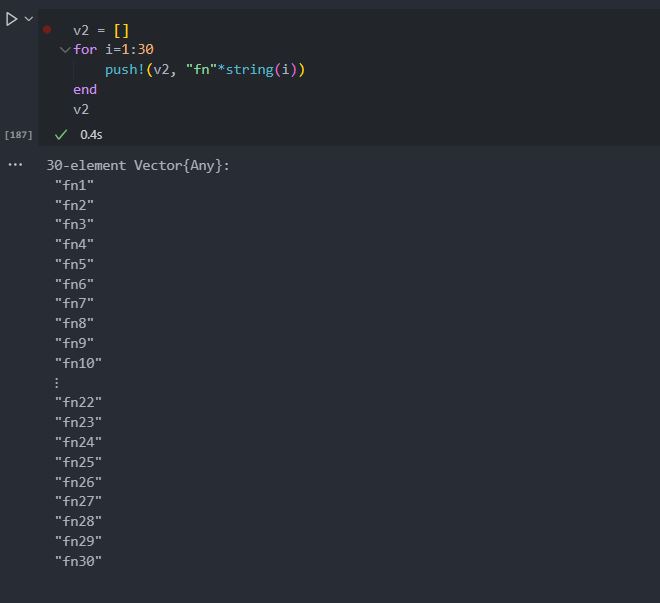 v2 = []
for i=1:30
    push!(v2, "fn"*string(i))
end
v2
[187] 0.4s
30-element Vector{Any}:
 "fn1"
 "fn2"
 "fn3"
 "fn4"
 "fn5"
 "fn6"
 "fn7"
 "fn8"
 "fn9"
 "fn10"
 ⋮
 "fn22"
 "fn23"
 "fn24"
 "fn25"
 "fn26"
 "fn27"
 "fn28"
 "fn29"
 "fn30"